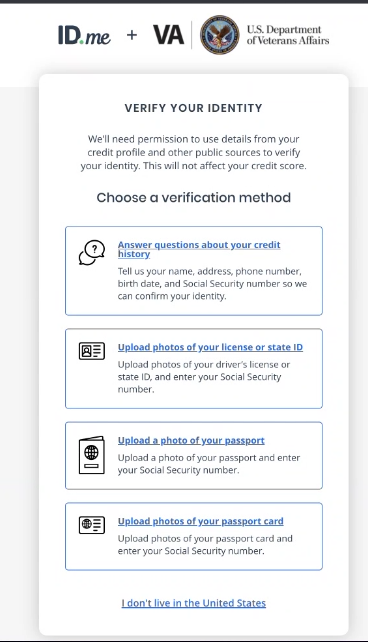 ID.me + VA U.S. Department
of Veterans Affairs
VERIFY YOUR IDENTITY
We'll need permission to use details from your
credit profile and other public sources to verify
your identity. This will not affect your credit score.
Choose a verification method
Answer questions about your credit
history
Tell us your name, address, phone number,
birth date, and Social Security number so we
can confirm your identity.
Upload photos of your license or state ID
Upload photos of your driver's license or
state ID, and enter your Social Security
number.
Upload a photo of your passport
Upload a photo of your passport and enter
your Social Security number.
Upload photos of your passport card
Upload photos of your passport card and
enter your Social Security number.
I don't live in the United States